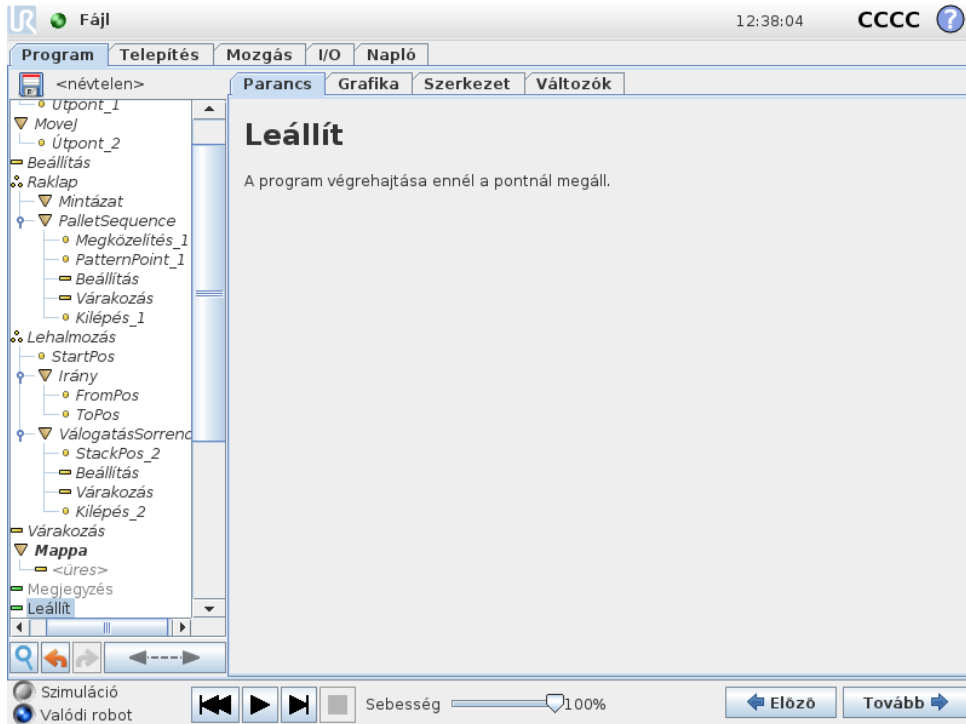 Fájl
12:38:04
CCCC
?
Program
Telepítés
Mozgás
I/O
Napló
<névtelen>
Parancs
Grafika
Szerkezet
Változók
Útpont_1
MoveJ
Útpont_2
Beállítás
Raklap
Mintázat
PalletSequence
Megközelítés_1
PatternPoint_1
Beállítás
Várakozás
Kilépés_1
Lehalmozás
StartPos
Irány
FromPos
ToPos
VálogatásSorrend
StackPos_2
Beállítás
Várakozás
Kilépés_2
Várakozás
Mappa
<üres>
Megjegyzés
Leállít
Leállít
A program végrehajtása ennél a pontnál megáll.
Szimuláció
Valódi robot
Sebesség
100%
Elözö
Tovább